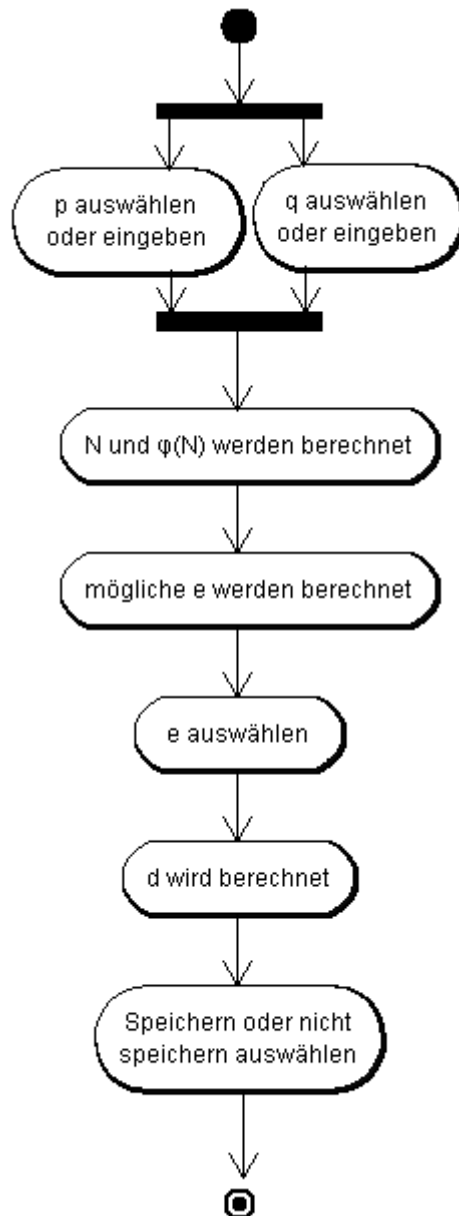 p auswählen
oder eingeben
q auswählen
oder eingeben
N und φ(N) werden berechnet
mögliche e werden berechnet
e auswählen
d wird berechnet
Speichern oder nicht
speichern auswählen